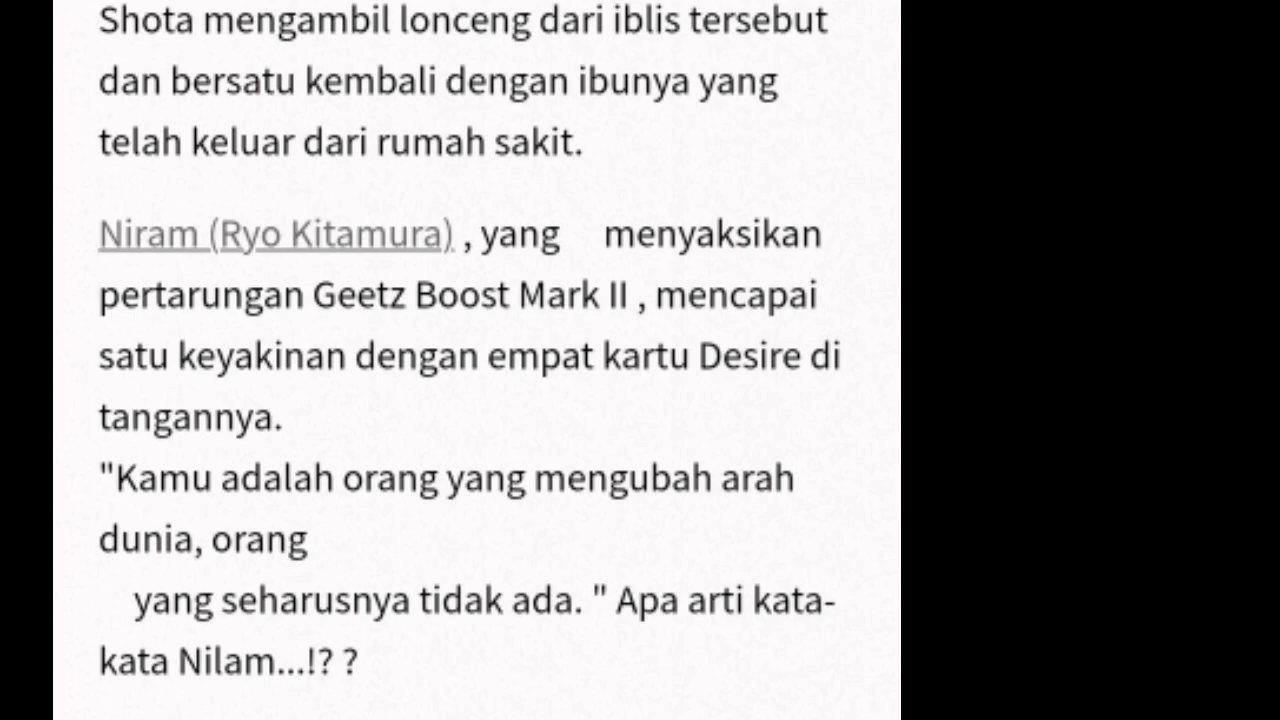 Shota mengambil lonceng dari iblis tersebut
dan bersatu kembali dengan ibunya yang
telah keluar dari rumah sakit.
Niram (Ryo Kitamura) , yang menyaksikan
pertarungan Geetz Boost Mark II , mencapai
satu keyakinan dengan empat kartu Desire di
tangannya.
"Kamu adalah orang yang mengubah arah
dunia, orang
yang seharusnya tidak ada. " Apa arti kata-
kata Nilam...!? ?